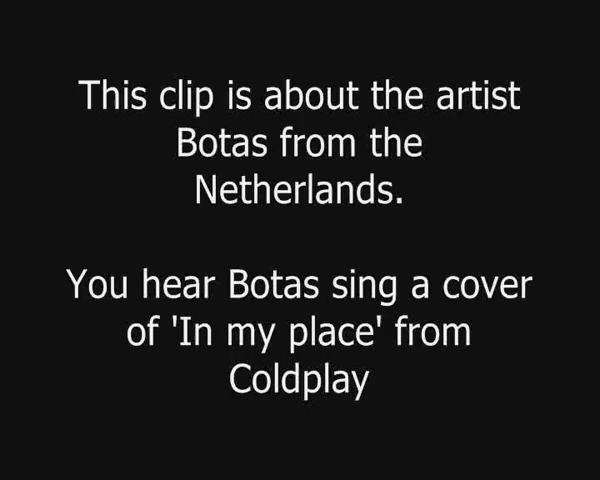 This clip is about the artist
Botas from the
Netherlands.
You hear Botas sing a cover
of 'In my place' from
Coldplay